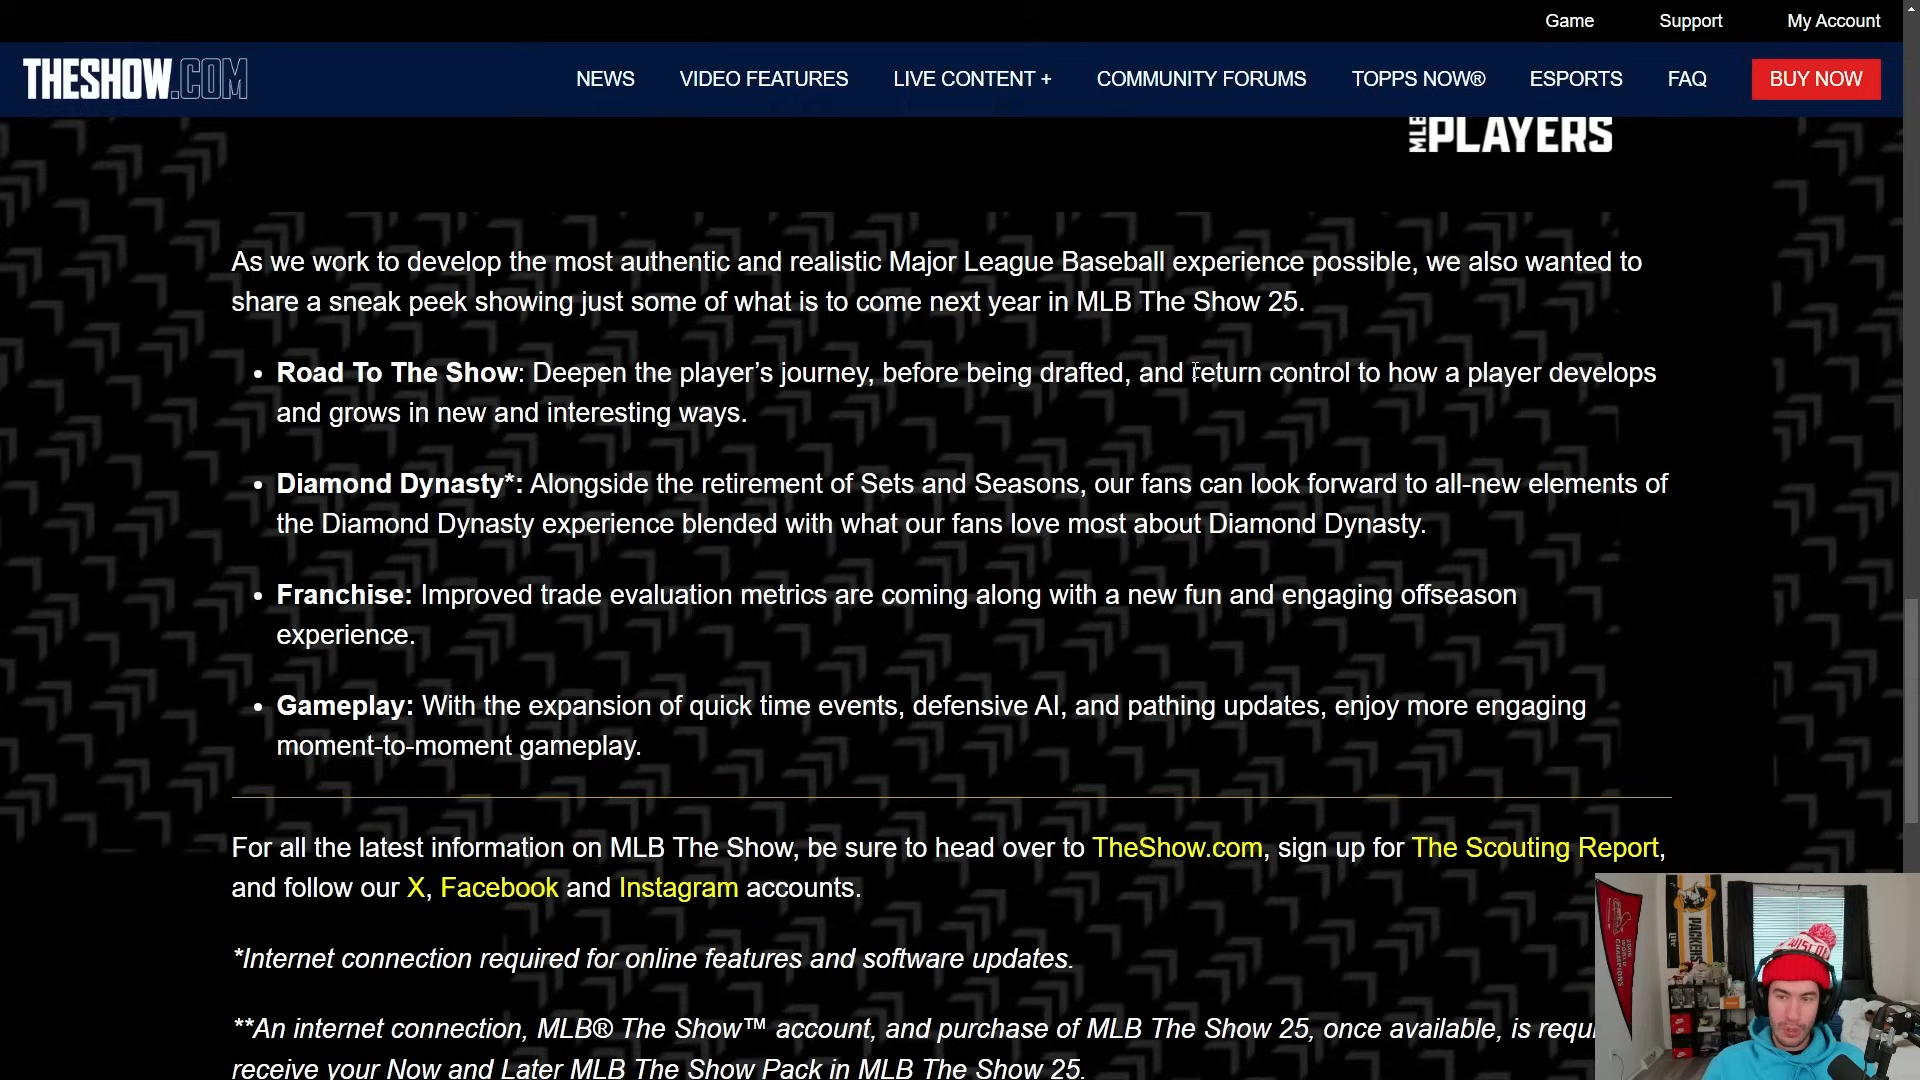 Game Support My Account
THESHOW.COM NEWS VIDEO FEATURES LIVE CONTENT + COMMUNITY FORUMS TOPPS NOW® ESPORTS FAQ BUY NOW
MLB PLAYERS
As we work to develop the most authentic and realistic Major League Baseball experience possible, we also wanted to
share a sneak peek showing just some of what is to come next year in MLB The Show 25.
• Road To The Show: Deepen the player’s journey, before being drafted, and return control to how a player develops
and grows in new and interesting ways.
• Diamond Dynasty*: Alongside the retirement of Sets and Seasons, our fans can look forward to all-new elements of
the Diamond Dynasty experience blended with what our fans love most about Diamond Dynasty.
• Franchise: Improved trade evaluation metrics are coming along with a new fun and engaging offseason
experience.
• Gameplay: With the expansion of quick time events, defensive AI, and pathing updates, enjoy more engaging
moment-to-moment gameplay.
For all the latest information on MLB The Show, be sure to head over to TheShow.com, sign up for The Scouting Report,
and follow our X, Facebook and Instagram accounts.
*Internet connection required for online features and software updates.
**An internet connection, MLB® The Show™ account, and purchase of MLB The Show 25, once available, is requi
receive your Now and Later MLB The Show Pack in MLB The Show 25.
PACKERS